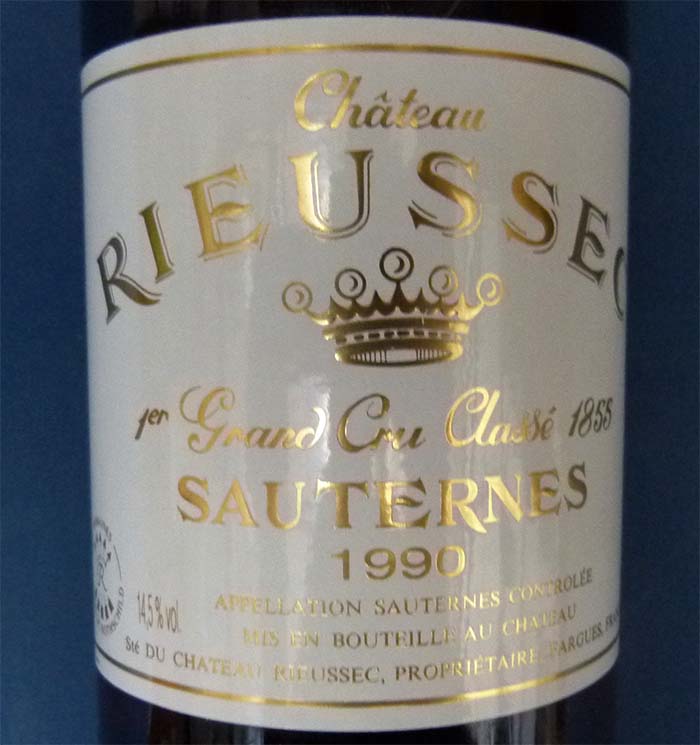 Château
RIEUSSEC
1er Grand Cru Classé 1855
SAUTERNES
1990
14,5% vol.
APPELLATION SAUTERNES CONTROLÉE
MIS EN BOUTEILLE AU CHATEAU
Sté DU CHATEAU RIEUSSEC, PROPRIÉTAIRE, FARGUES,